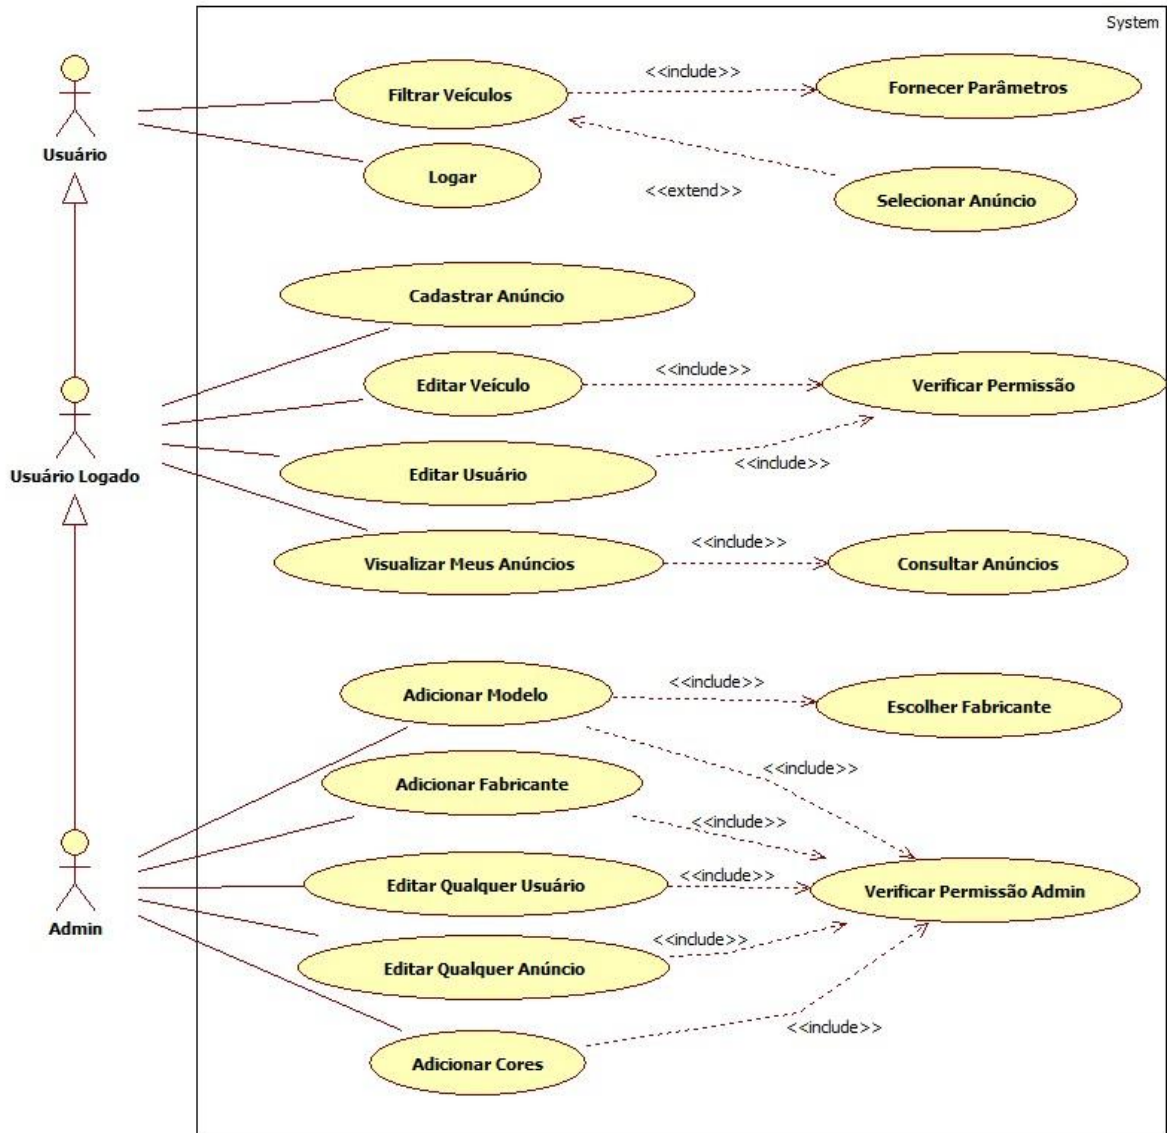 System
Usuário
Filtrar Veículos
<<include>>
Fornecer Parâmetros
Logar
<<extend>>
Selecionar Anúncio
Cadastrar Anúncio
Usuário Logado
Editar Veículo
<<include>>
Verificar Permissão
Editar Usuário
<<include>>
Visualizar Meus Anúncios
<<include>>
Consultar Anúncios
Adicionar Modelo
<<include>>
Escolher Fabricante
<<include>>
Adicionar Fabricante
<<include>>
Admin
Editar Qualquer Usuário
<<include>>
Verificar Permissão Admin
Editar Qualquer Anúncio
<<include>>
Adicionar Cores
<<include>>